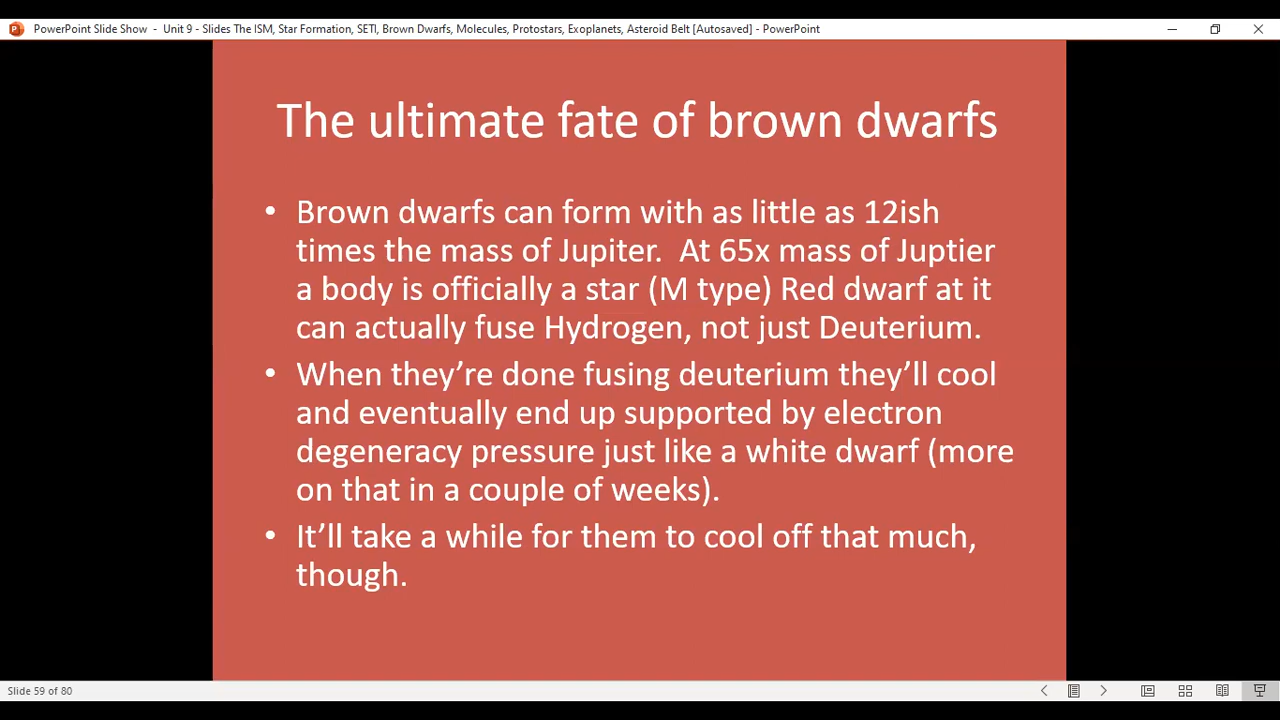 PowerPoint Slide Show - Unit 9 - Slides The ISM, Star Formation, SETI, Brown Dwarfs, Molecules, Protostars, Exoplanets, Asteroid Belt [Autosaved] - PowerPoint
The ultimate fate of brown dwarfs
• Brown dwarfs can form with as little as 12ish
times the mass of Jupiter. At 65x mass of Juptier
a body is officially a star (M type) Red dwarf at it
can actually fuse Hydrogen, not just Deuterium.
• When they’re done fusing deuterium they’ll cool
and eventually end up supported by electron
degeneracy pressure just like a white dwarf (more
on that in a couple of weeks).
• It’ll take a while for them to cool off that much,
though.
Slide 59 of 80